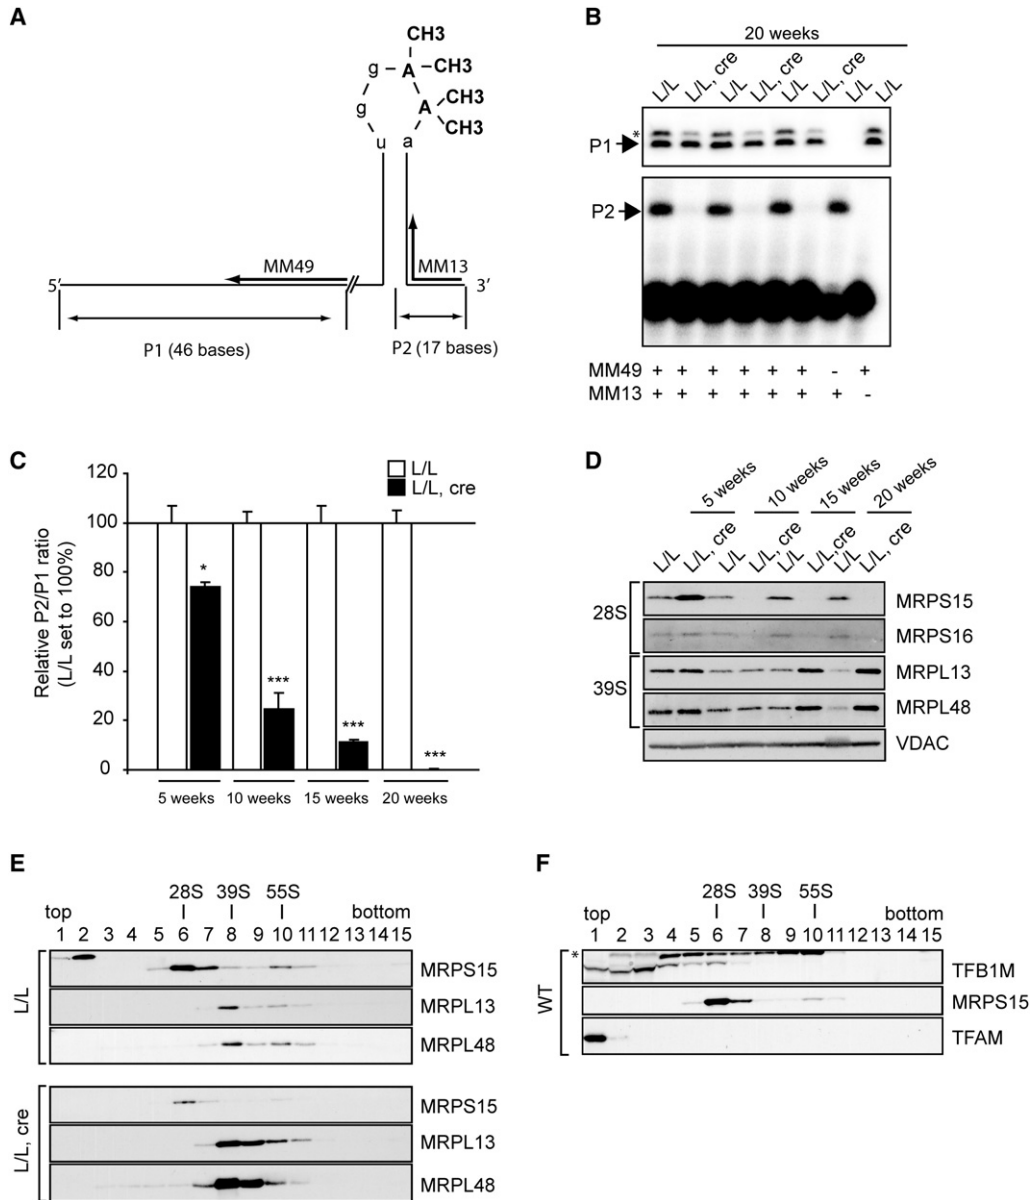 A
CH3
g A CH3
g A CH3
CH3
u a
MM49 MM13
5′ 3′
P1 (46 bases) P2 (17 bases)
B
20 weeks
L/L L/L, cre L/L L/L, cre L/L L/L, cre L/L L/L
*
P1
P2
MM49 + + + + + + - +
MM13 + + + + + + + -
C
Relative P2/P1 ratio
(L/L set to 100%)
120
100
80
60
40
20
0
L/L
L/L, cre
* *** *** ***
5 weeks 10 weeks 15 weeks 20 weeks
D
5 weeks 10 weeks 15 weeks 20 weeks
L/L L/L, cre L/L L/L, cre L/L L/L,cre L/L L/L, cre
28S
MRPS15
MRPS16
39S
MRPL13
MRPL48
VDAC
E
28S 39S 55S
top bottom
1 2 3 4 5 6 7 8 9 10 11 12 13 14 15
L/L
MRPS15
MRPL13
MRPL48
L/L, cre
MRPS15
MRPL13
MRPL48
F
28S 39S 55S
top bottom
1 2 3 4 5 6 7 8 9 10 11 12 13 14 15
WT
*
TFB1M
MRPS15
TFAM